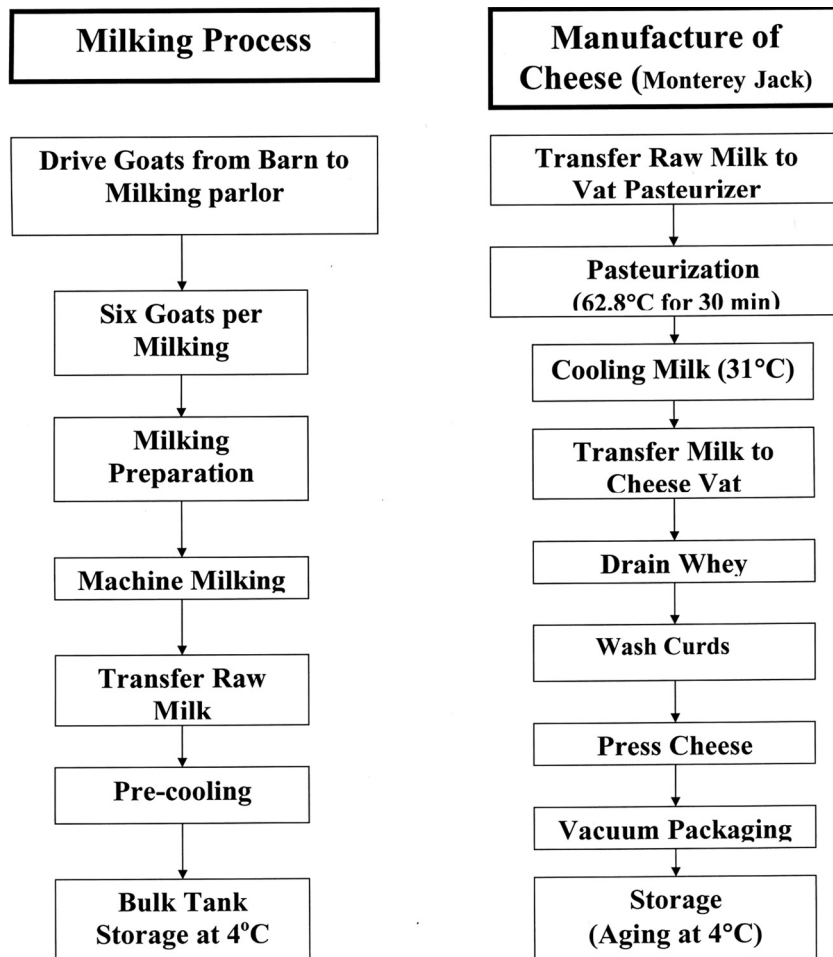 Milking Process
Drive Goats from Barn to
Milking parlor
Six Goats per
Milking
Milking
Preparation
Machine Milking
Transfer Raw
Milk
Pre-cooling
Bulk Tank
Storage at 4°C
Manufacture of
Cheese (Monterey Jack)
Transfer Raw Milk to
Vat Pasteurizer
Pasteurization
(62.8°C for 30 min)
Cooling Milk (31°C)
Transfer Milk to
Cheese Vat
Drain Whey
Wash Curds
Press Cheese
Vacuum Packaging
Storage
(Aging at 4°C)